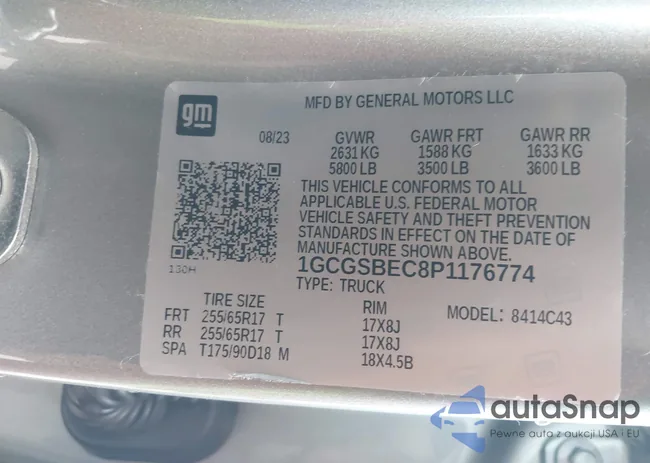 gm
MFD BY GENERAL MOTORS LLC
08/23 GVWR GAWR FRT GAWR RR
2631 KG 1588 KG 1633 KG
5800 LB 3500 LB 3600 LB
THIS VEHICLE CONFORMS TO ALL
APPLICABLE U.S. FEDERAL MOTOR
VEHICLE SAFETY AND THEFT PREVENTION
STANDARDS IN EFFECT ON THE DATE OF
MANUFACTURE SHOWN ABOVE.
130H
1GCGSBEC8P1176774
TYPE: TRUCK
TIRE SIZE RIM MODEL: 8414C43
FRT 255/65R17 T 17X8J
RR 255/65R17 T 17X8J
SPA T175/90D18 M 18X4.5B
autoSnap
Pewne auta z aukcji USA i EU